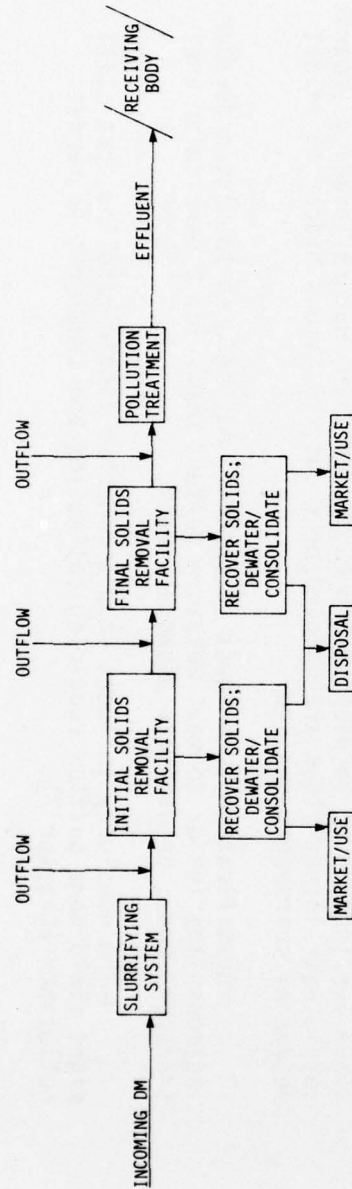 INCOMING DM
SLURRIFYING
SYSTEM
OUTFLOW
INITIAL SOLIDS
REMOVAL
FACILITY
OUTFLOW
FINAL SOLIDS
REMOVAL
FACILITY
OUTFLOW
POLLUTION
TREATMENT
EFFLUENT
RECEIVING
BODY
RECOVER SOLIDS;
DEWATER/
CONSOLIDATE
RECOVER SOLIDS;
DEWATER/
CONSOLIDATE
MARKET/USE
DISPOSAL
MARKET/USE